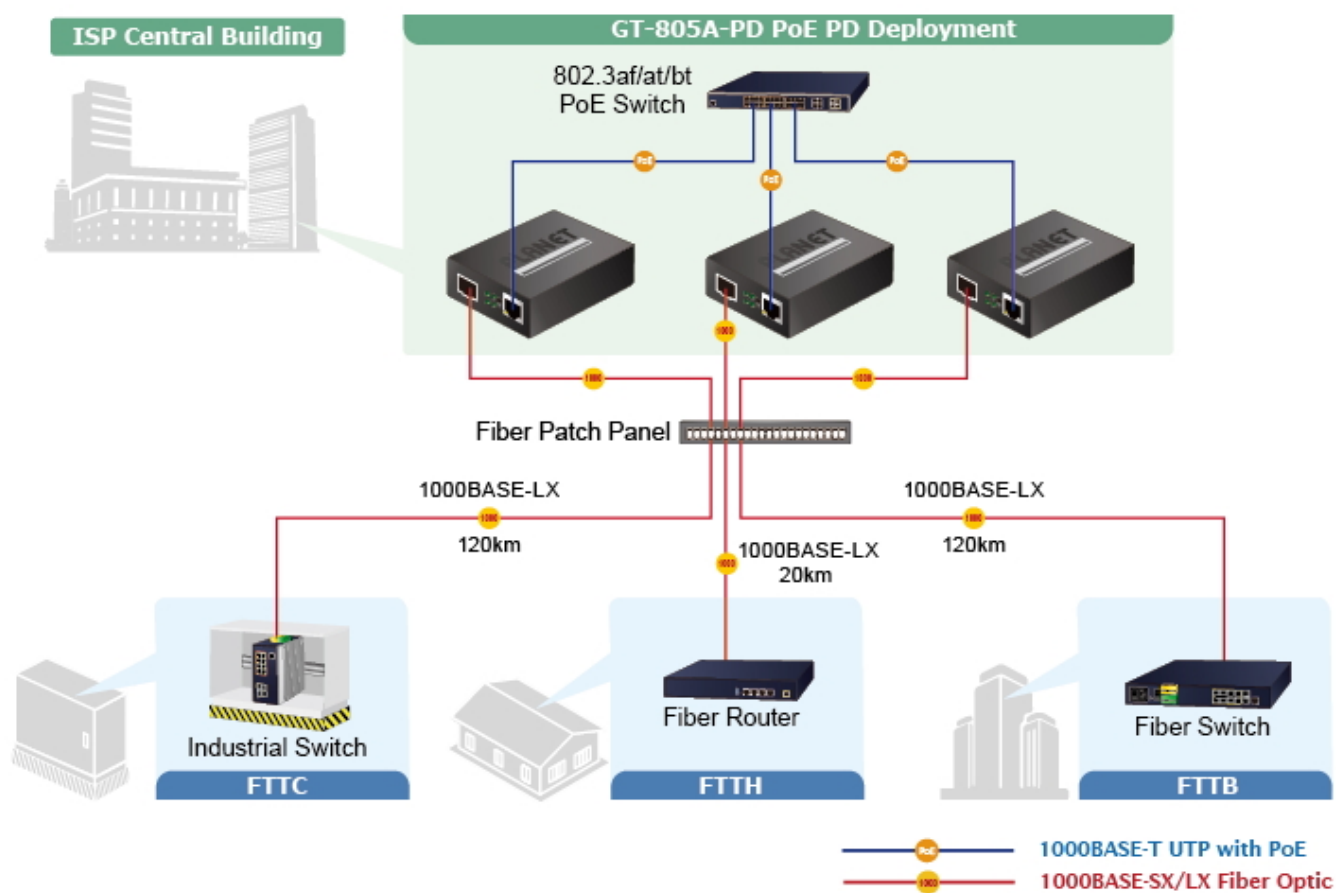 ISP Central Building
GT-805A-PD PoE PD Deployment
802.3af/at/bt
PoE Switch
PoE
PoE
PoE
PLANET
PLANET
PLANET
1000
1000
1000
Fiber Patch Panel
1000BASE-LX
1000
120km
1000BASE-LX
1000
120km
1000BASE-LX
1000
20km
Industrial Switch
FTTC
Fiber Router
FTTH
Fiber Switch
FTTB
PoE
1000BASE-T UTP with PoE
1000
1000BASE-SX/LX Fiber Optic